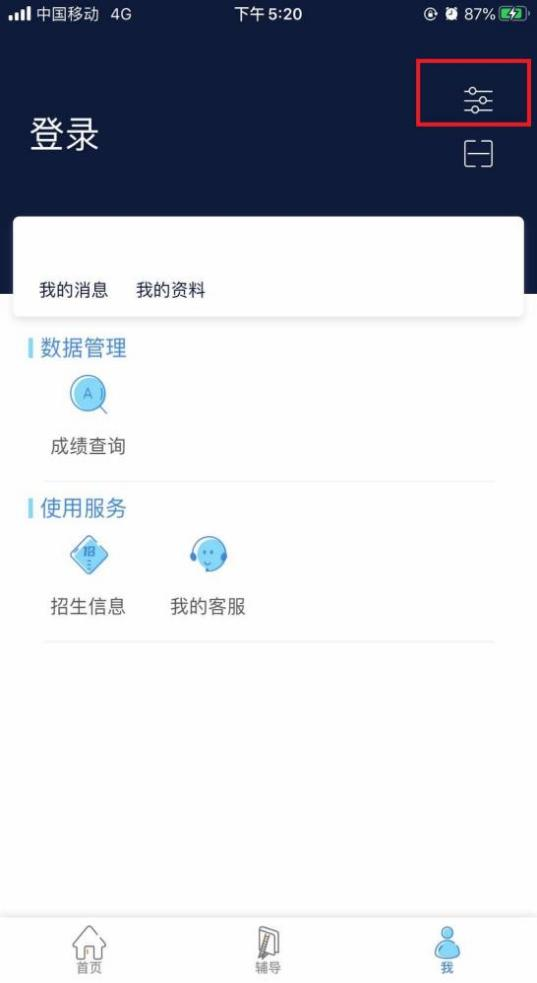 中国移动 4G 下午5:20 87%
登录
我的消息 我的资料
数据管理
A
成绩查询
使用服务
18
招生信息 我的客服
首页 辅导 我